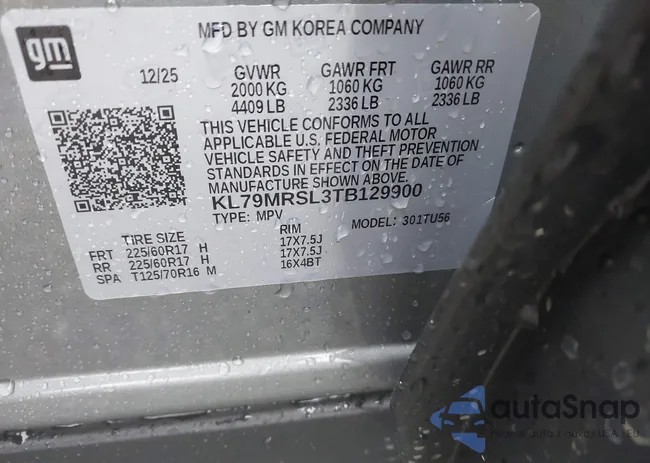 gm
MFD BY GM KOREA COMPANY
12/25 GVWR GAWR FRT GAWR RR
2000 KG 1060 KG 1060 KG
4409 LB 2336 LB 2336 LB
THIS VEHICLE CONFORMS TO ALL
APPLICABLE U.S. FEDERAL MOTOR
VEHICLE SAFETY AND THEFT PREVENTION
STANDARDS IN EFFECT ON THE DATE OF
MANUFACTURE SHOWN ABOVE.
KL79MRSL3TB129900
TYPE: MPV MODEL: 301TU56
TIRE SIZE RIM
FRT 225/60R17 H 17X7.5J
RR 225/60R17 H 17X7.5J
SPA T125/70R16 M 16X4BT
autaSnap